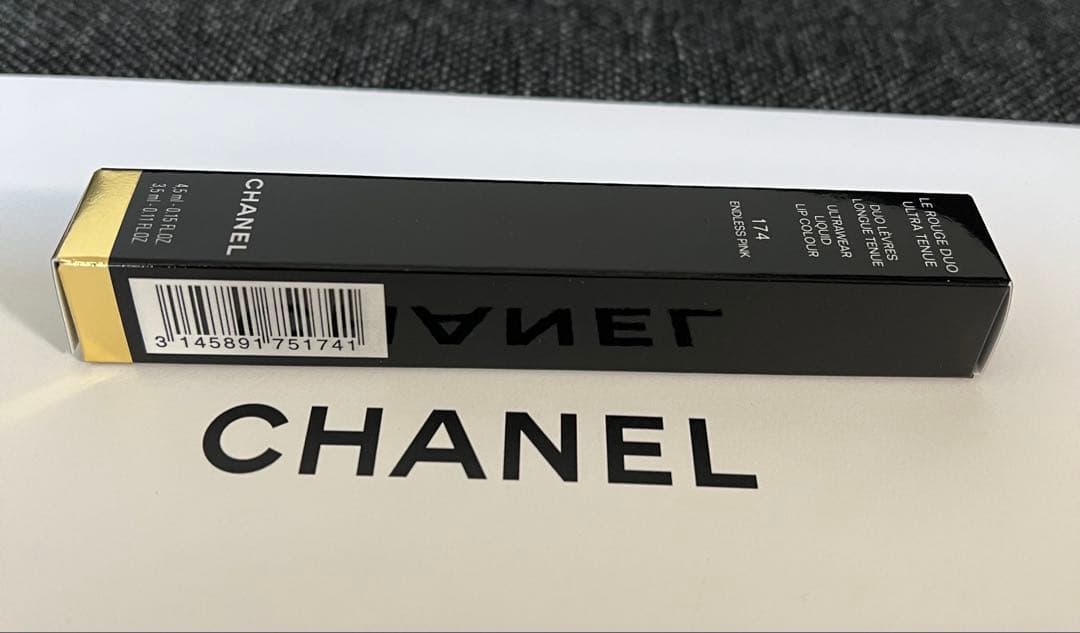 LE ROUGE DUO
ULTRA TENUE
DUO LÈVRES
LONGUE TENUE
ULTRAWEAR
LIQUID
LIP COLOUR
174
ENDLESS PINK
CHANEL
4.5 ml - 0.15 FL.OZ.
3.5 ml - 0.11 FL.OZ.
3 145891 751741
CHANEL